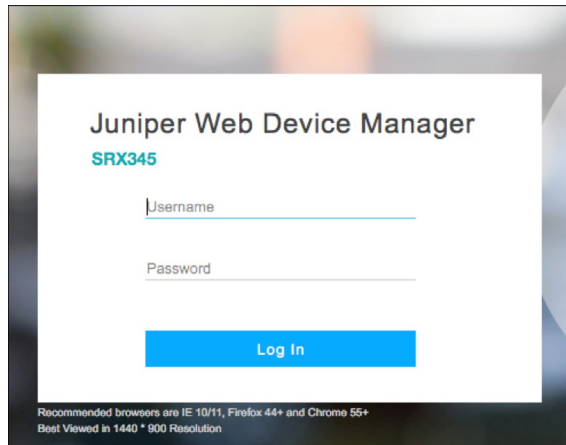 Juniper Web Device Manager
SRX345
Username
Password
Log In
Recommended browsers are IE 10/11, Firefox 44+ and Chrome 55+
Best Viewed in 1440 * 900 Resolution